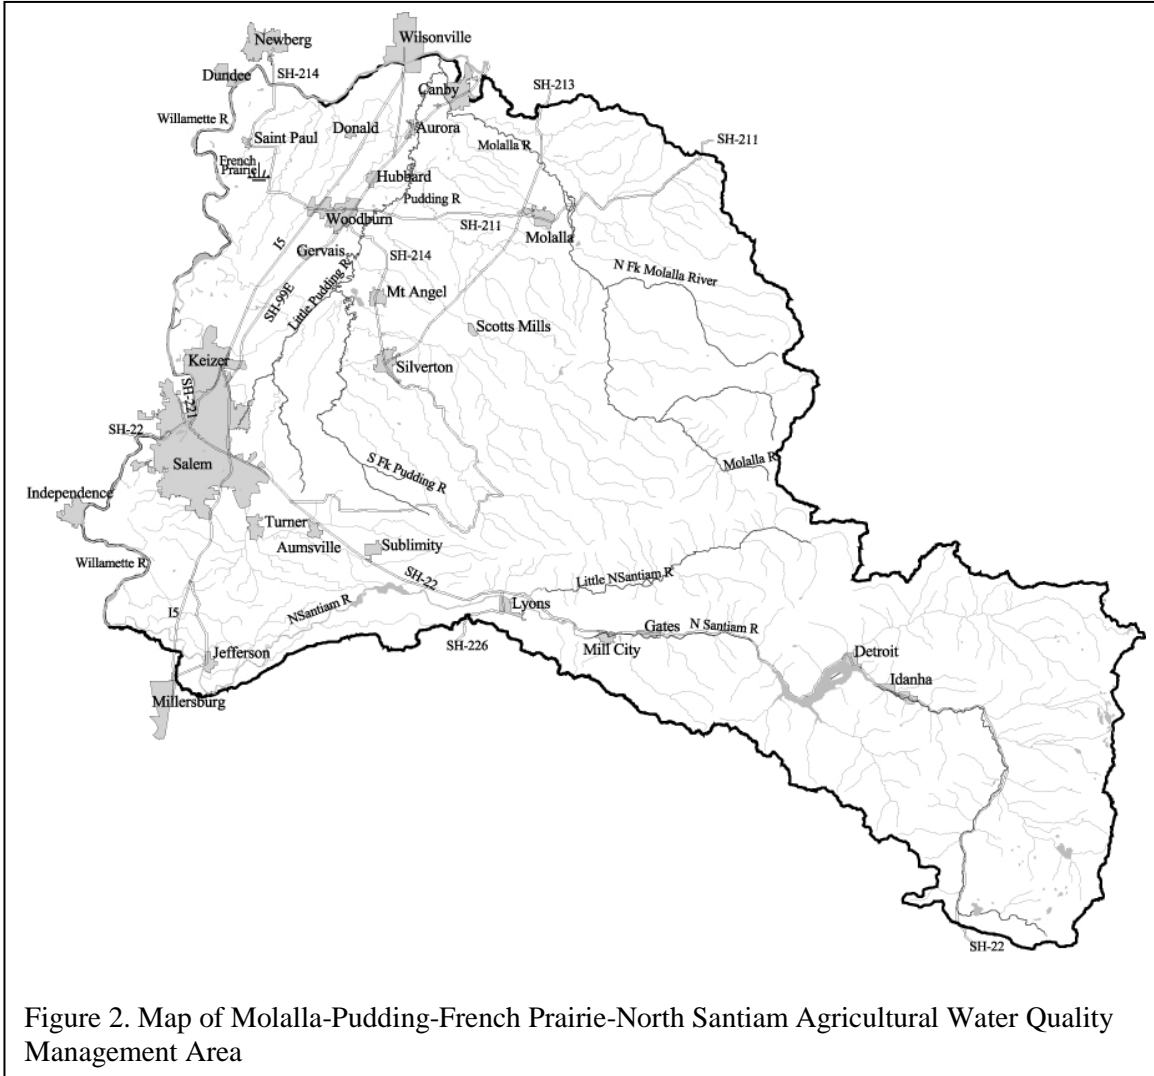 Newberg
Wilsonville
Dundee
SH-214
Canby
SH-213
Willamette R
Saint Paul
Donald
Aurora
Molalla R
SH-211
French
Prairie
Hubbard
Pudding R
Woodburn
SH-211
Molalla
I5
Gervais
SH-214
N Fk Molalla River
SH-99E
Little Pudding R
Mt Angel
Scotts Mills
Keizer
Silverton
SH-221
SH-22
Salem
S Fk Pudding R
Molalla R
Independence
Turner
Aumsville
Sublimity
Willamette R
SH-22
Little NSantiam R
I5
NSantiam R
Lyons
Gates
N Santiam R
SH-226
Mill City
Jefferson
Detroit
Idanha
Millersburg
SH-22
Figure 2. Map of Molalla-Pudding-French Prairie-North Santiam Agricultural Water Quality
Management Area